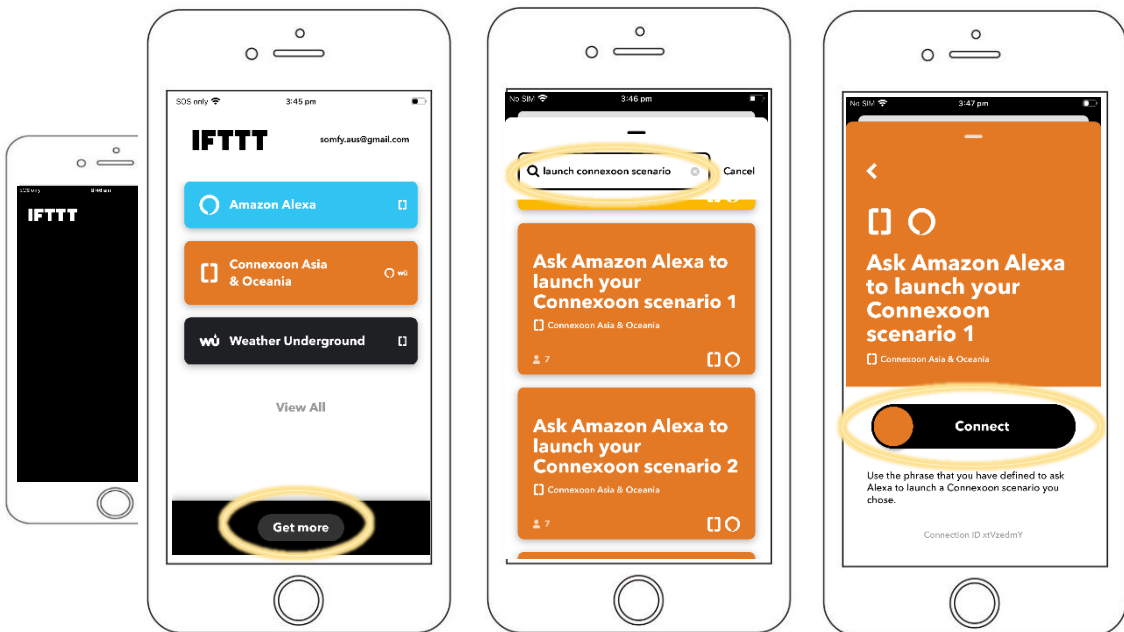 SOS only
IFTTT
SOS only 3:45 pm
IFTTT somfy.aus@gmail.com
Amazon Alexa
Connexoon Asia
& Oceania wu
wu Weather Underground
View All
Get more
No SIM 3:46 pm
launch connexoon scenario Cancel
Ask Amazon Alexa to
launch your
Connexoon scenario 1
Connexoon Asia & Oceania
7
Ask Amazon Alexa to
launch your
Connexoon scenario 2
Connexoon Asia & Oceania
7
No SIM 3:47 pm
Ask Amazon Alexa
to launch your
Connexoon
scenario 1
Connexoon Asia & Oceania
Connect
Use the phrase that you have defined to ask
Alexa to launch a Connexoon scenario you
chose.
Connection ID xtVzedmY